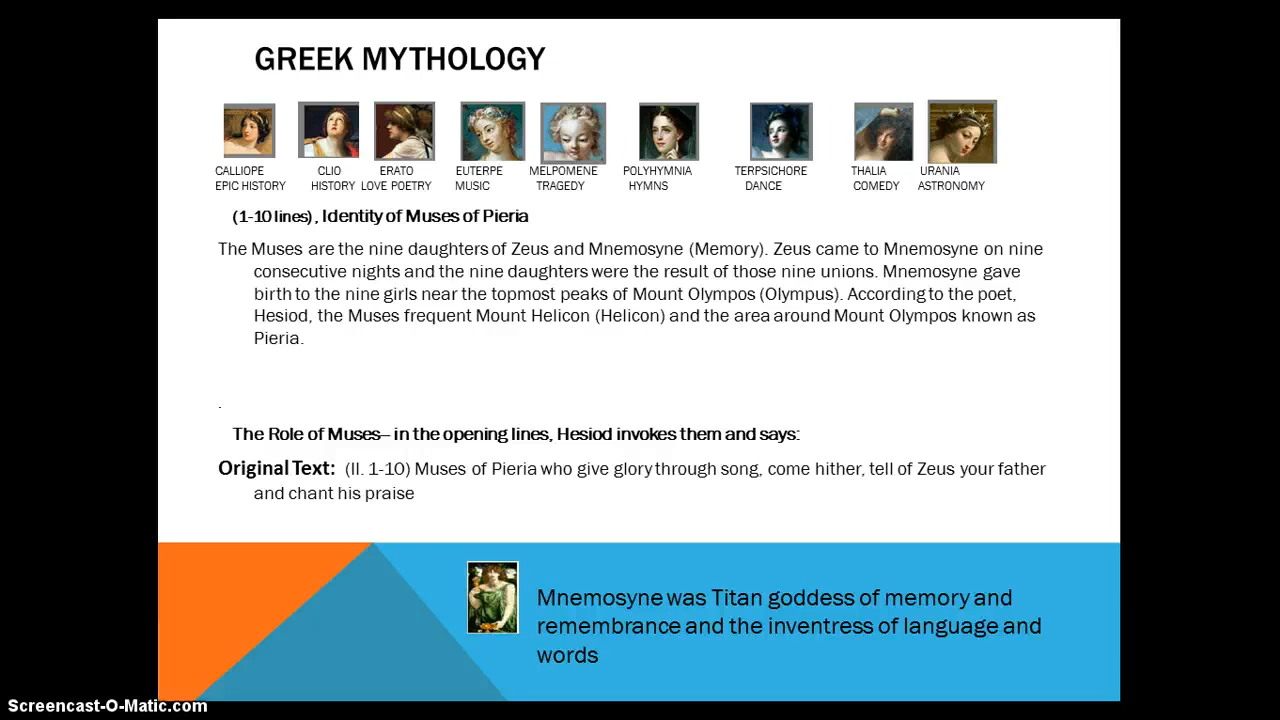 GREEK MYTHOLOGY
CALLIOPE CLIO ERATO EUTERPE MELPOMENE POLYHYMNIA TERPSICHORE THALIA URANIA
EPIC HISTORY HISTORY LOVE POETRY MUSIC TRAGEDY HYMNS DANCE COMEDY ASTRONOMY
(1-10 lines) , Identity of Muses of Pieria
The Muses are the nine daughters of Zeus and Mnemosyne (Memory). Zeus came to Mnemosyne on nine
consecutive nights and the nine daughters were the result of those nine unions. Mnemosyne gave
birth to the nine girls near the topmost peaks of Mount Olympos (Olympus). According to the poet,
Hesiod, the Muses frequent Mount Helicon (Helicon) and the area around Mount Olympos known as
Pieria.
.
The Role of Muses– in the opening lines, Hesiod invokes them and says:
Original Text: (II. 1-10) Muses of Pieria who give glory through song, come hither, tell of Zeus your father
and chant his praise
Mnemosyne was Titan goddess of memory and
remembrance and the inventress of language and
words
Screencast-O-Matic.com